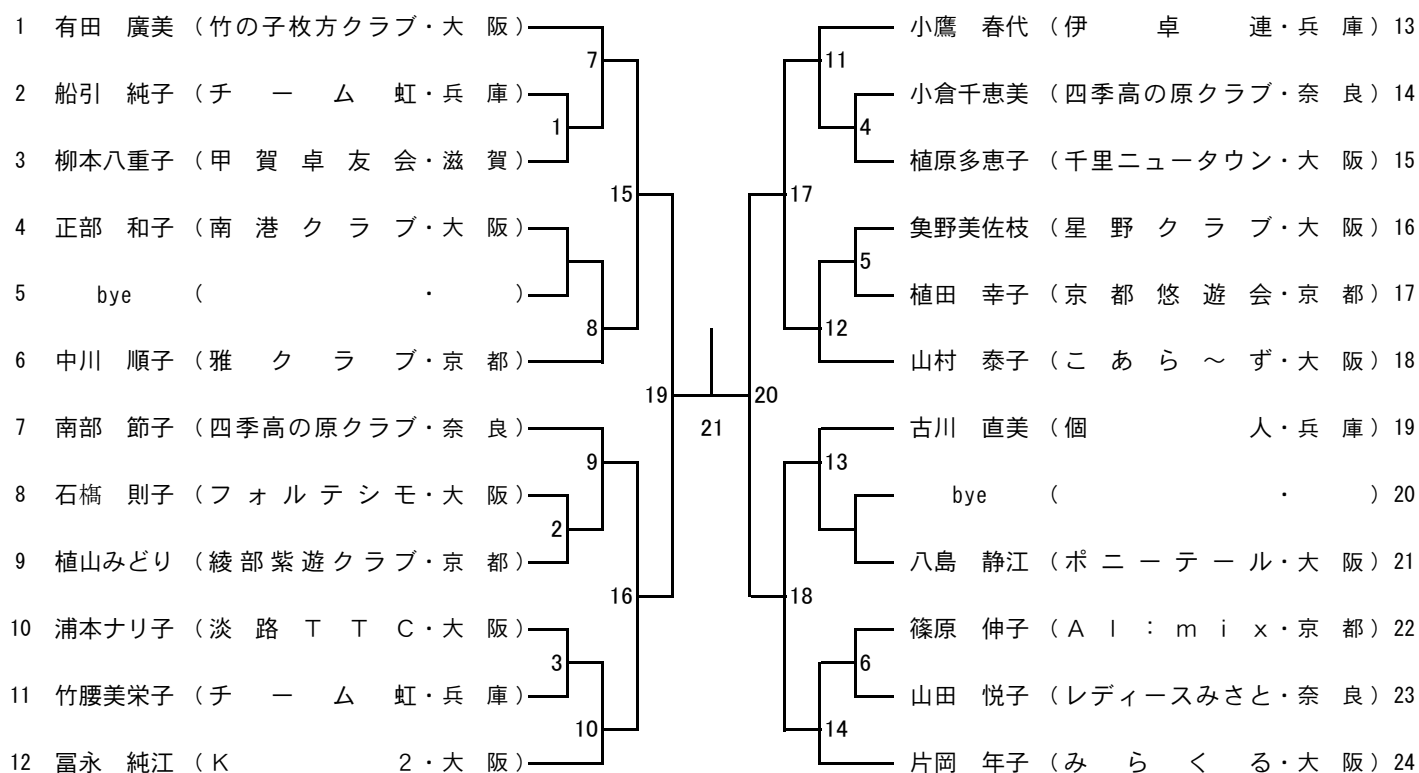 1 有田 廣美 (竹の子枚方クラブ・大 阪)
2 船引 純子 (チ ー ム 虹・兵 庫)
3 柳本八重子 (甲 賀 卓 友 会・滋 賀)
4 正部 和子 (南 港 ク ラ ブ・大 阪)
5 bye ( ・ )
6 中川 順子 (雅 ク ラ ブ・京 都)
7 南部 節子 (四季高の原クラブ・奈 良)
8 石橋 則子 (フ ォ ル テ シ モ・大 阪)
9 植山みどり (綾 部 紫 遊 ク ラ ブ・京 都)
10 浦本ナリ子 (淡 路 T T C・大 阪)
11 竹腰美栄子 (チ ー ム 虹・兵 庫)
12 冨永 純江 (K 2・大 阪)
7
1
15
8
19
9
2
16
3
10
21
11
4
17
5
12
20
13
18
6
14
小鷹 春代 (伊 卓 連・兵 庫) 13
小倉千恵美 (四季高の原クラブ・奈 良) 14
植原多恵子 (千里ニュータウン・大 阪) 15
奥野美佐枝 (星 野 ク ラ ブ・大 阪) 16
植田 幸子 (京 都 悠 遊 会・京 都) 17
山村 泰子 (こ あ ら ~ ず・大 阪) 18
古川 直美 (個 人・兵 庫) 19
bye ( ・ ) 20
八島 静江 (ポ ニ ー テ ー ル・大 阪) 21
篠原 伸子 (A l : m i x・京 都) 22
山田 悦子 (レディースみさと・奈 良) 23
片岡 年子 (み ら く る・大 阪) 24